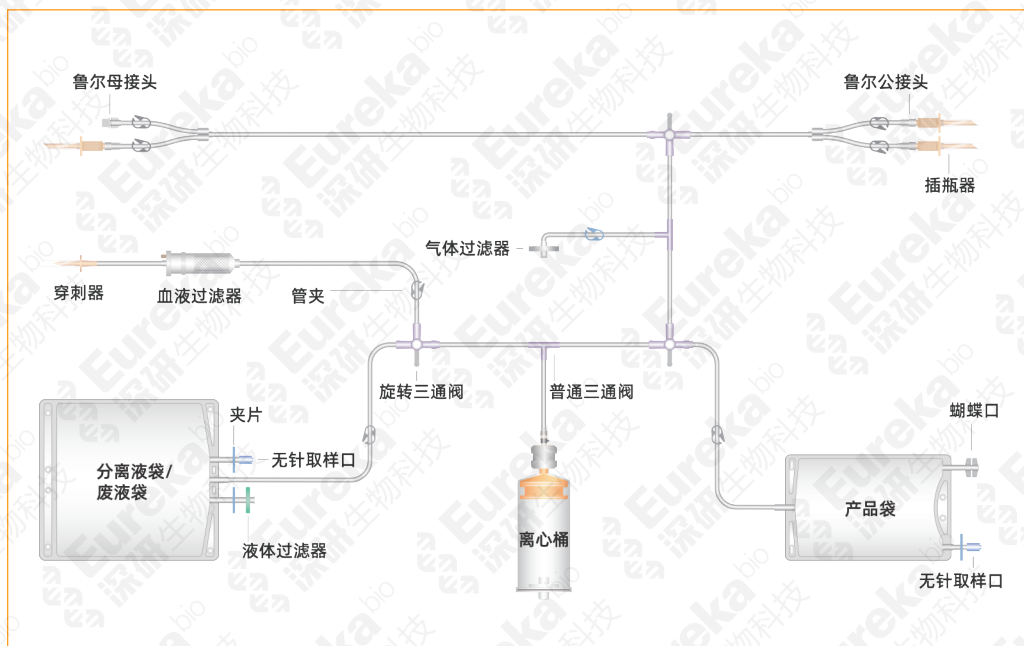 鲁尔母接头
鲁尔公接头
插瓶器
气体过滤器
穿刺器
血液过滤器
管夹
旋转三通阀
普通三通阀
夹片
无针取样口
分离液袋/
废液袋
液体过滤器
离心桶
蝴蝶口
产品袋
无针取样口
Eureka bio
深研生物科技